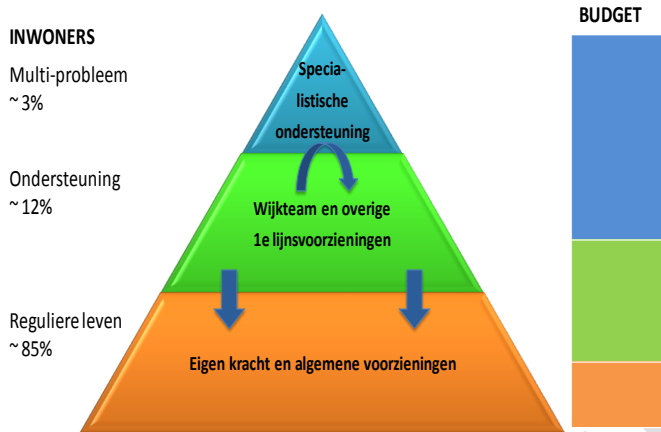 INWONERS
Multi-probleem
~ 3%
Ondersteuning
~ 12%
Reguliere leven
~ 85%
Specia-
listische
ondersteuning
Wijkteam en overige
1e lijnsvoorzieningen
Eigen kracht en algemene voorzieningen
BUDGET